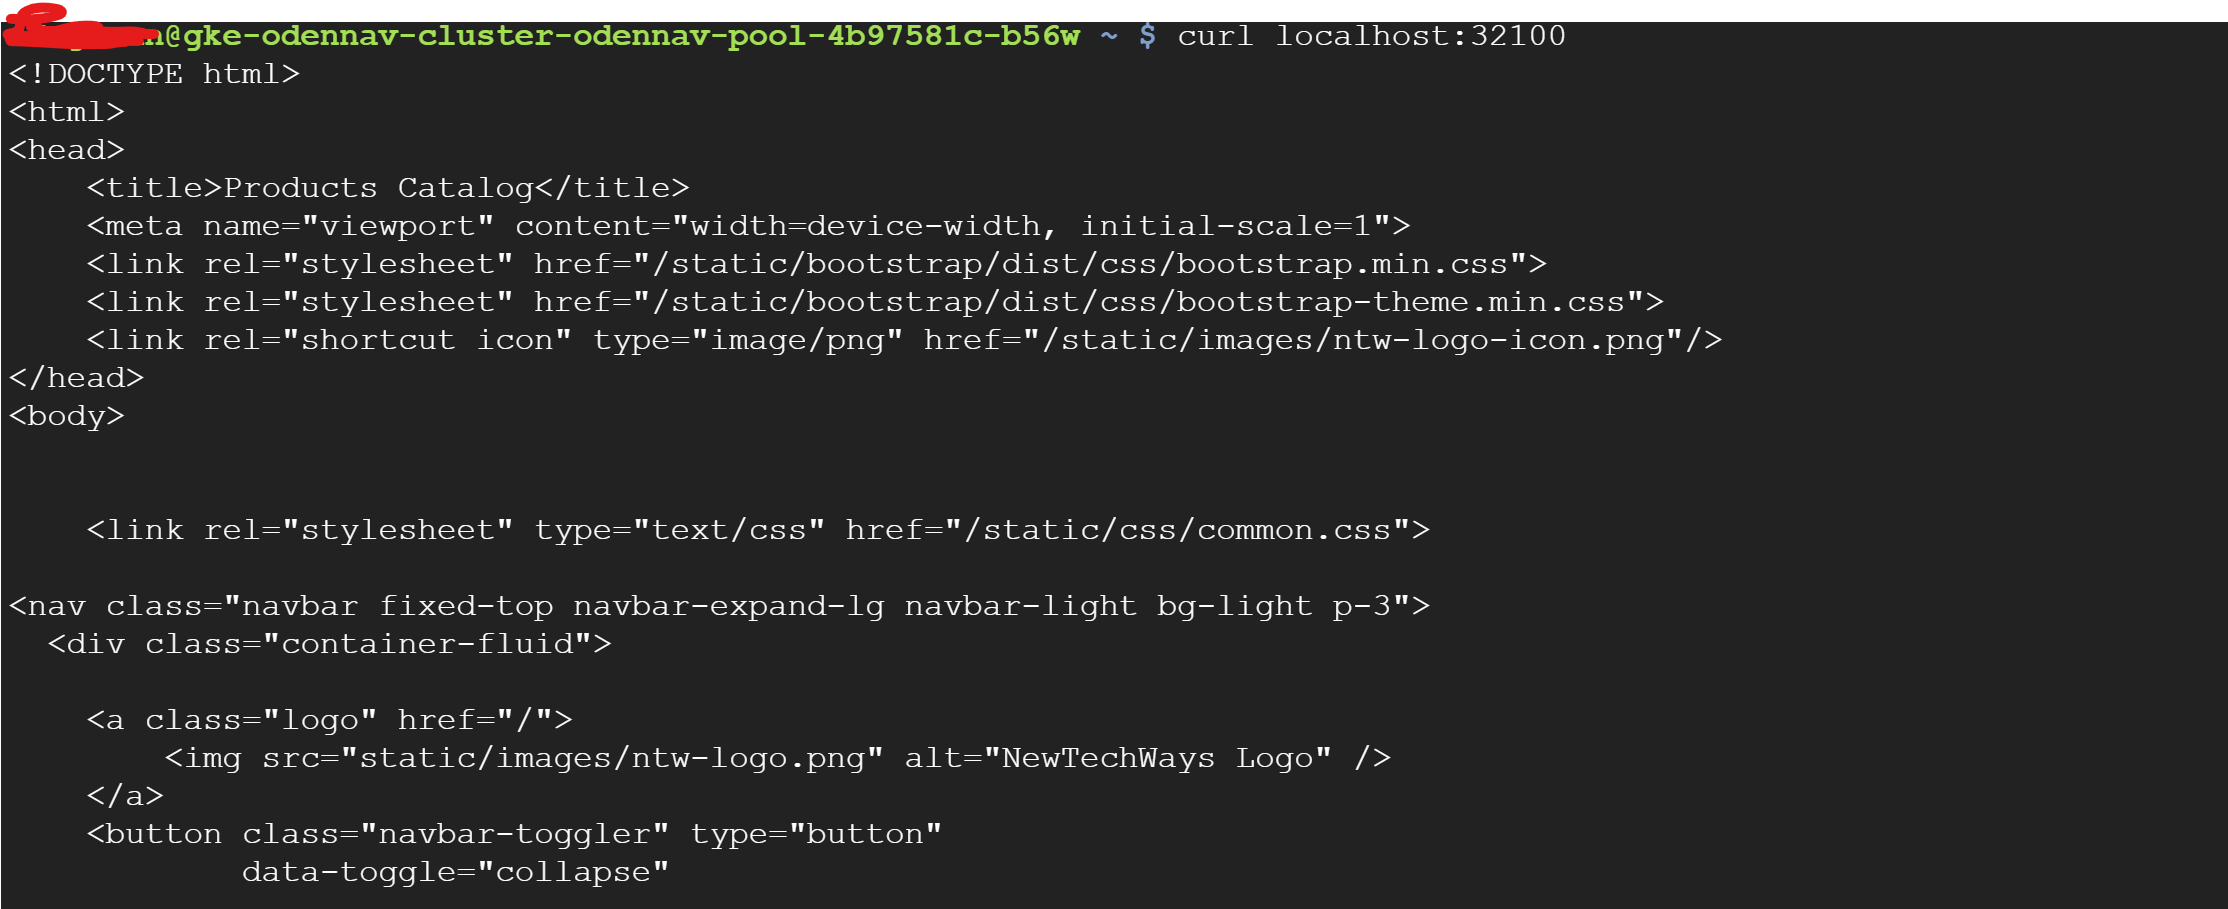 @gke-odennav-cluster-odennav-pool-4b97581c-b56w ~ $ curl localhost:32100
<!DOCTYPE html>
<html>
<head>
    <title>Products Catalog</title>
    <meta name="viewport" content="width=device-width, initial-scale=1">
    <link rel="stylesheet" href="/static/bootstrap/dist/css/bootstrap.min.css">
    <link rel="stylesheet" href="/static/bootstrap/dist/css/bootstrap-theme.min.css">
    <link rel="shortcut icon" type="image/png" href="/static/images/ntw-logo-icon.png"/>
</head>
<body>
    <link rel="stylesheet" type="text/css" href="/static/css/common.css">
<nav class="navbar fixed-top navbar-expand-lg navbar-light bg-light p-3">
  <div class="container-fluid">
    <a class="logo" href="/">
        <img src="static/images/ntw-logo.png" alt="NewTechWays Logo" />
    </a>
    <button class="navbar-toggler" type="button"
            data-toggle="collapse"